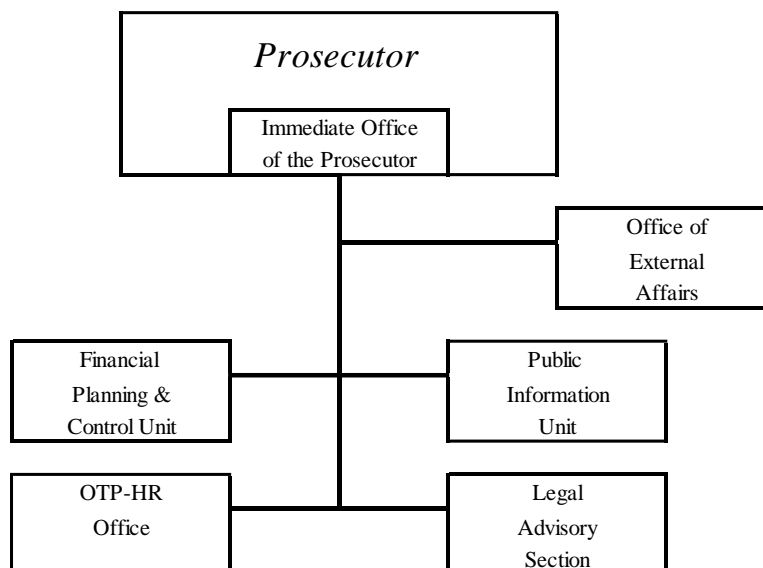 Prosecutor
Immediate Office
of the Prosecutor
Office of
External
Affairs
Financial
Planning &
Control Unit
Public
Information
Unit
OTP-HR
Office
Legal
Advisory
Section